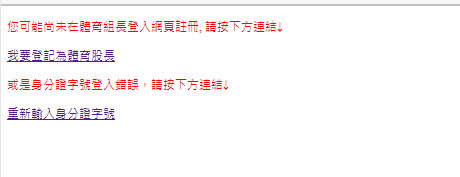 您可能尚未在體育組長登入網頁註冊,請按下方連結↓
我要登記為體育股長
或是身分證字號登入錯誤，請按下方連結↓
重新輸入身分證字號